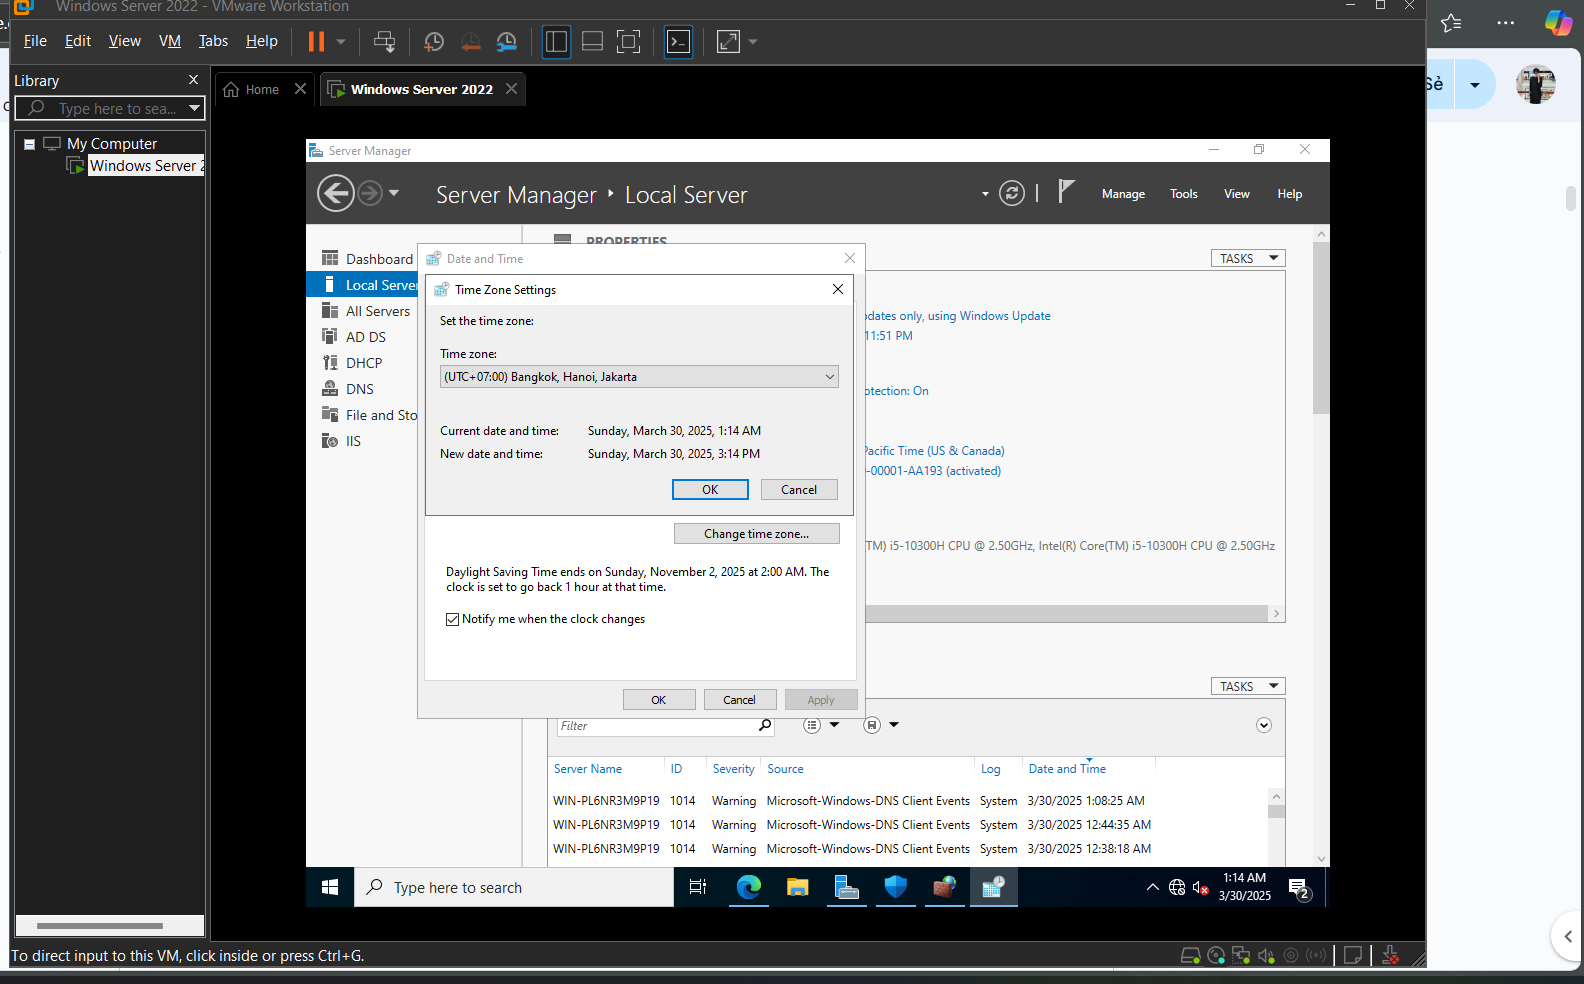 Windows Server 2022 - VMware Workstation
File Edit View VM Tabs Help
Library
Type here to sea...
My Computer
Windows Server 2
Home
Windows Server 2022
Sẻ
Server Manager
Server Manager Local Server
Manage Tools View Help
Dashboard
Local Server
All Servers
AD DS
DHCP
DNS
File and Sto
IIS
PROPERTIES
TASKS
Date and Time
Time Zone Settings
Set the time zone:
Time zone:
(UTC+07:00) Bangkok, Hanoi, Jakarta
Current date and time: Sunday, March 30, 2025, 1:14 AM
New date and time: Sunday, March 30, 2025, 3:14 PM
OK Cancel
Change time zone...
Daylight Saving Time ends on Sunday, November 2, 2025 at 2:00 AM. The
clock is set to go back 1 hour at that time.
Notify me when the clock changes
OK Cancel Apply
pdates only, using Windows Update
11:51 PM
otection: On
Pacific Time (US & Canada)
-00001-AA193 (activated)
(TM) i5-10300H CPU @ 2.50GHz, Intel(R) Core(TM) i5-10300H CPU @ 2.50GHz
TASKS
Filter
Server Name ID Severity Source Log Date and Time
WIN-PL6NR3M9P19 1014 Warning Microsoft-Windows-DNS Client Events System 3/30/2025 1:08:25 AM
WIN-PL6NR3M9P19 1014 Warning Microsoft-Windows-DNS Client Events System 3/30/2025 12:44:35 AM
WIN-PL6NR3M9P19 1014 Warning Microsoft-Windows-DNS Client Events System 3/30/2025 12:38:18 AM
Type here to search
1:14 AM
3/30/2025
2
To direct input to this VM, click inside or press Ctrl+G.